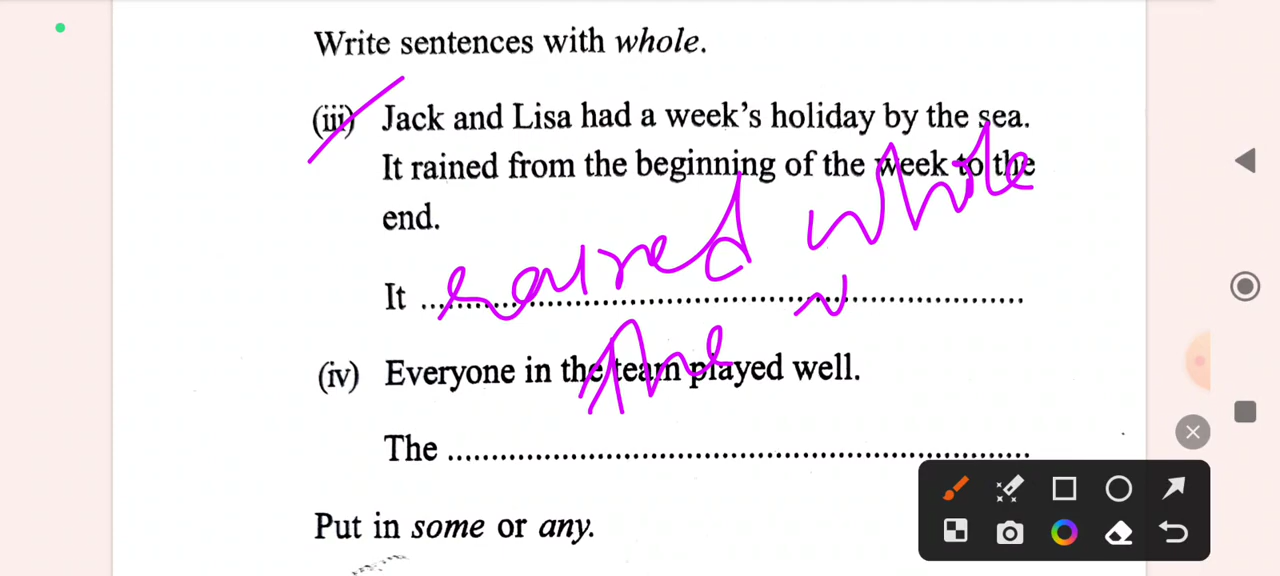 Write sentences with whole.
(iii) Jack and Lisa had a week's holiday by the sea.
It rained from the beginning of the week to the
end.
It .......... rained whole
the
(iv) Everyone in the team played well.
The ..........
Put in some or any.